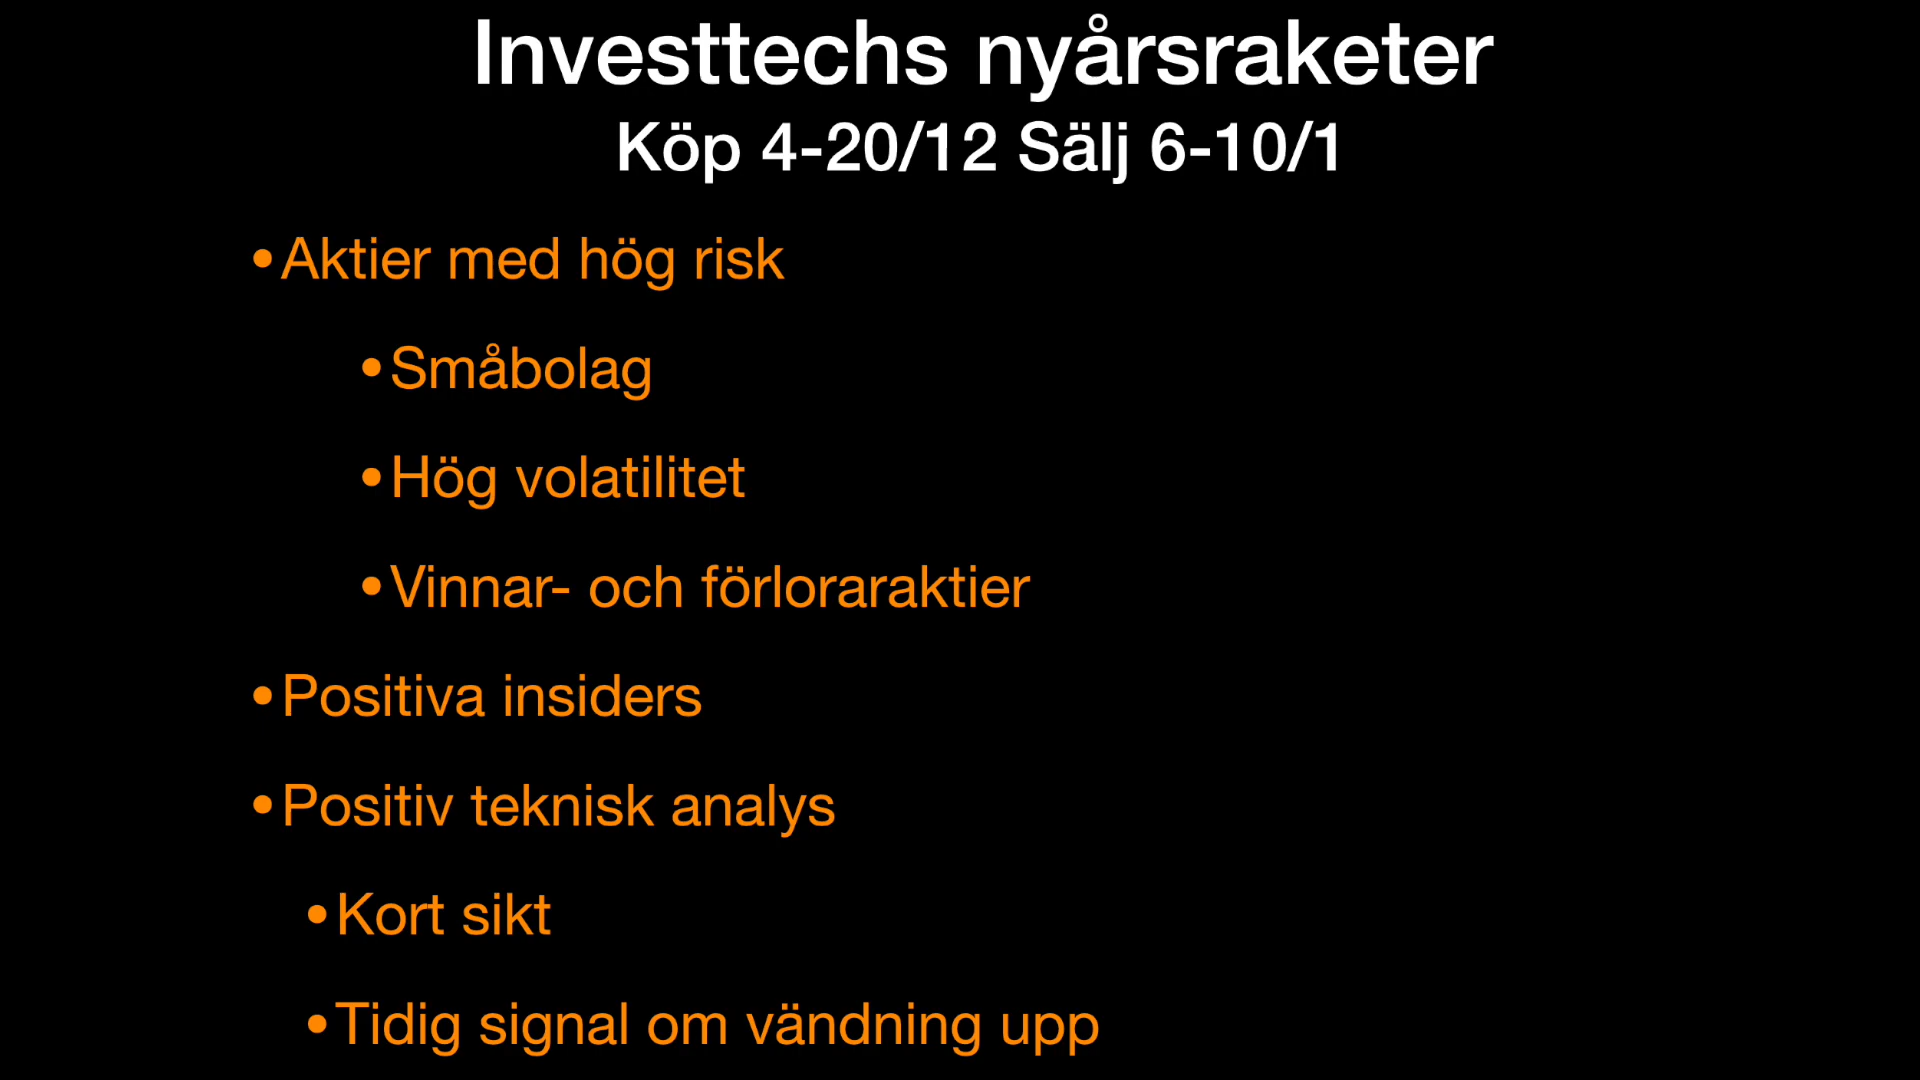 Investtechs nyårsraketer
Köp 4-20/12 Sälj 6-10/1
•Aktier med hög risk
•Småbolag
•Hög volatilitet
•Vinnar- och förloraraktier
•Positiva insiders
•Positiv teknisk analys
•Kort sikt
•Tidig signal om vändning upp